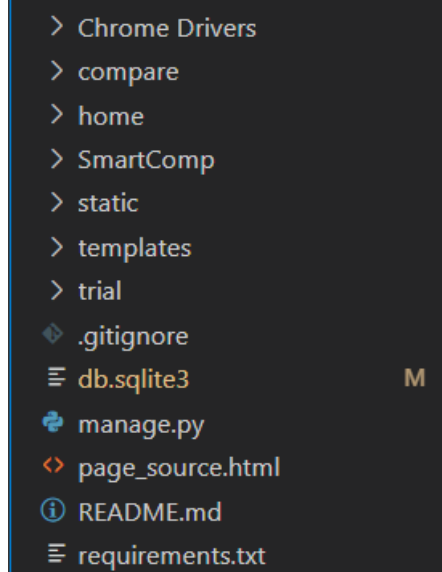 Chrome Drivers
compare
home
SmartComp
static
templates
trial
.gitignore
db.sqlite3 M
manage.py
page_source.html
README.md
requirements.txt